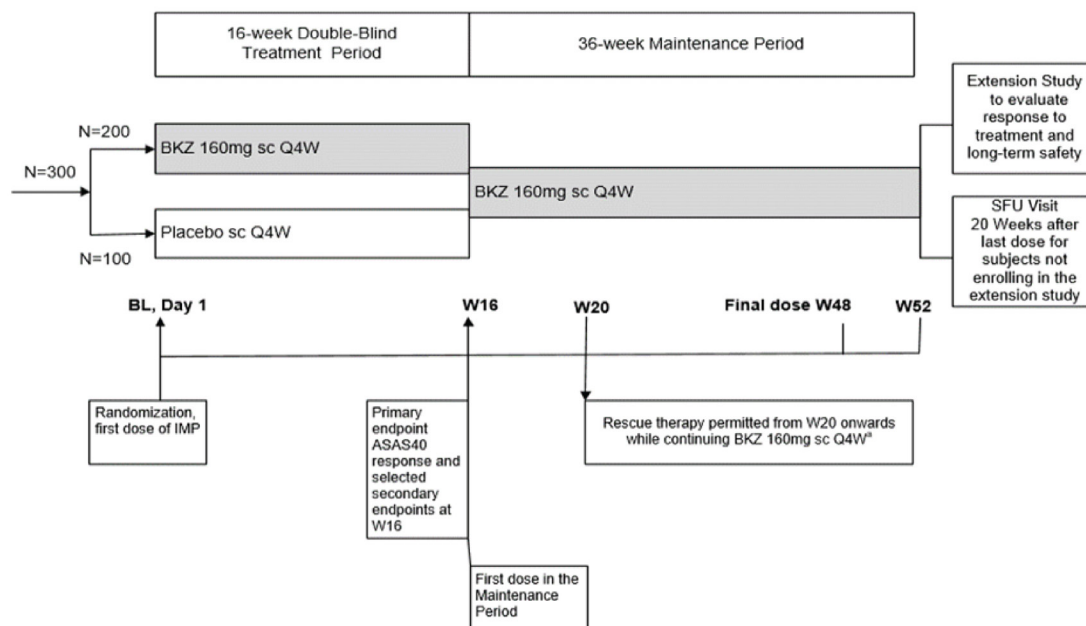 16-week Double-Blind
Treatment Period
36-week Maintenance Period
Extension Study
to evaluate
response to
treatment and
long-term safety
N=200
BKZ 160mg sc Q4W
N=300
BKZ 160mg sc Q4W
Placebo sc Q4W
N=100
SFU Visit
20 Weeks after
last dose for
subjects not
enrolling in the
extension study
BL, Day 1
W16
W20
Final dose W48
W52
Randomization,
first dose of IMP
Primary
endpoint
ASAS40
response and
selected
secondary
endpoints at
W16
Rescue therapy permitted from W20 onwards
while continuing BKZ 160mg sc Q4Wª
First dose in the
Maintenance
Period